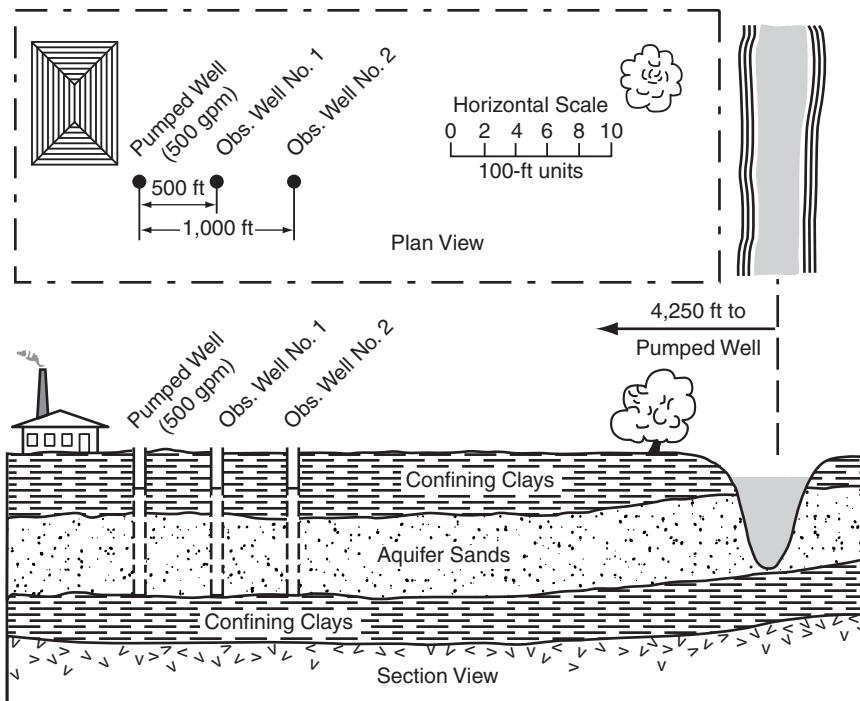 Pumped Well
(500 gpm)
Obs. Well No. 1
Obs. Well No. 2
Horizontal Scale
0 2 4 6 8 10
100-ft units
500 ft
1,000 ft
Plan View
4,250 ft to
Pumped Well
Pumped Well
(500 gpm)
Obs. Well No. 1
Obs. Well No. 2
Confining Clays
Aquifer Sands
Confining Clays
Section View